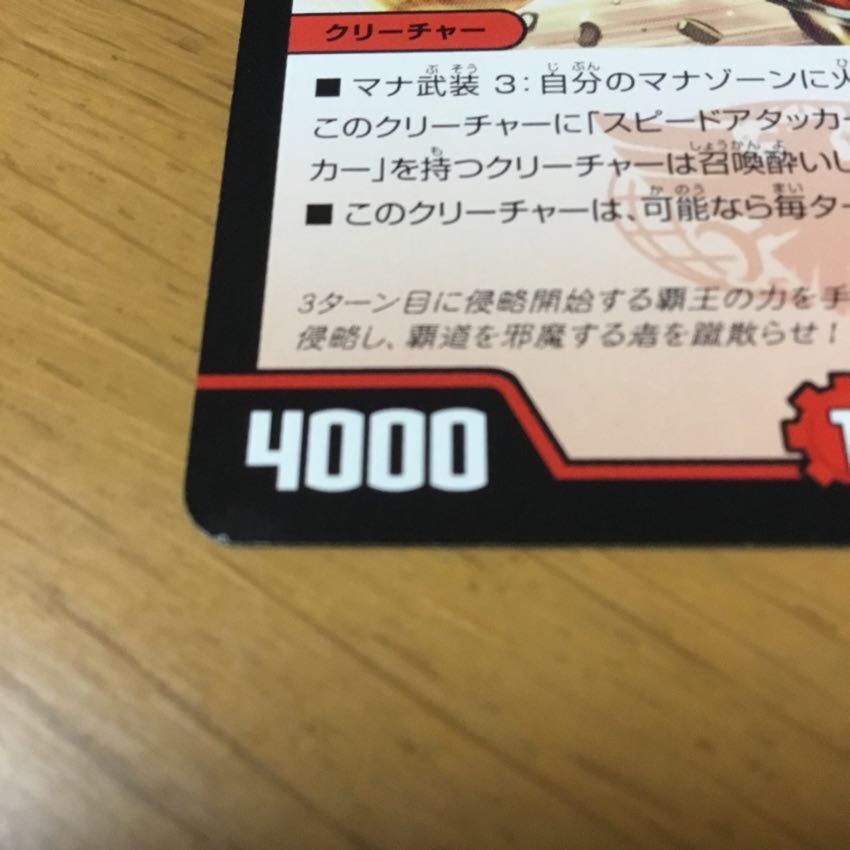 クリーチャー
■ マナ武装 3：自分のマナゾーンに火
このクリーチャーに「スピードアタッカー
カー」を持つクリーチャーは召喚酔いし
■ このクリーチャーは、可能なら毎ター
3ターン目に侵略開始する覇王の力を手
侵略し、覇道を邪魔する者を蹴散らせ！
4000
1